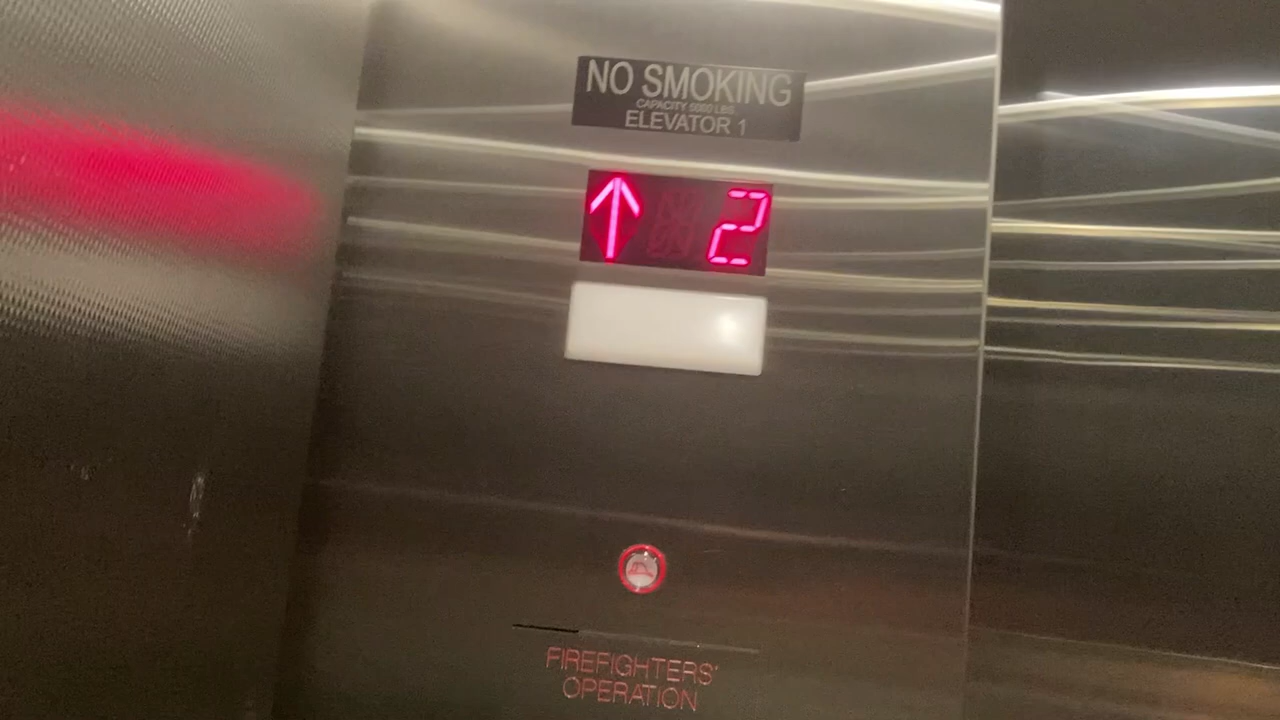 NO SMOKING
CAPACITY 5000 LBS
ELEVATOR 1
↑ 2
FIREFIGHTERS'
OPERATION